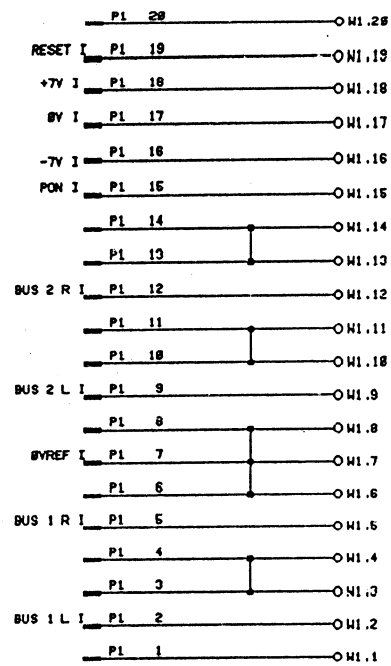 P1 20 W1.20
RESET I P1 19 W1.19
+7V I P1 18 W1.18
0V I P1 17 W1.17
-7V I P1 16 W1.16
PON I P1 15 W1.15
P1 14 W1.14
P1 13 W1.13
BUS 2 R I P1 12 W1.12
P1 11 W1.11
P1 10 W1.10
BUS 2 L I P1 9 W1.9
P1 8 W1.8
0VREF I P1 7 W1.7
P1 6 W1.6
BUS 1 R I P1 5 W1.5
P1 4 W1.4
P1 3 W1.3
BUS 1 L I P1 2 W1.2
P1 1 W1.1